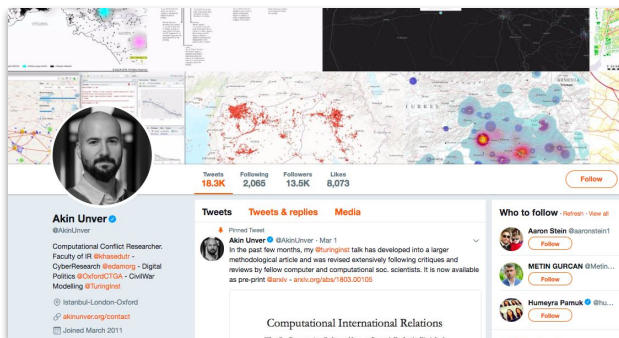 TURKEY
ARMENIA
Tweets
18.3K
Following
2,065
Followers
13.5K
Likes
8,073
Follow
Akin Unver
@AkinUnver
Computational Conflict Researcher.
Faculty of IR @khasedutr -
CyberResearch @edamorg - Digital
Politics @OxfordCTGA - CivilWar
Modelling @TuringInst
Istanbul-London-Oxford
akinunver.org/contact
Joined March 2011
Tweets Tweets & replies Media
Pinned Tweet
Akin Unver @AkinUnver · Mar 1
In the past few months, my @turinginst talk has developed into a larger
methodological article and was revised extensively following critiques and
reviews by fellow computer and computational soc. scientists. It is now available
as pre-print @arxiv - arxiv.org/abs/1803.00105
Computational International Relations
Who to follow · Refresh · View all
Aaron Stein @aaronstein1
Follow
METIN GURCAN @Metin...
Follow
Humeyra Pamuk @hu...
Follow